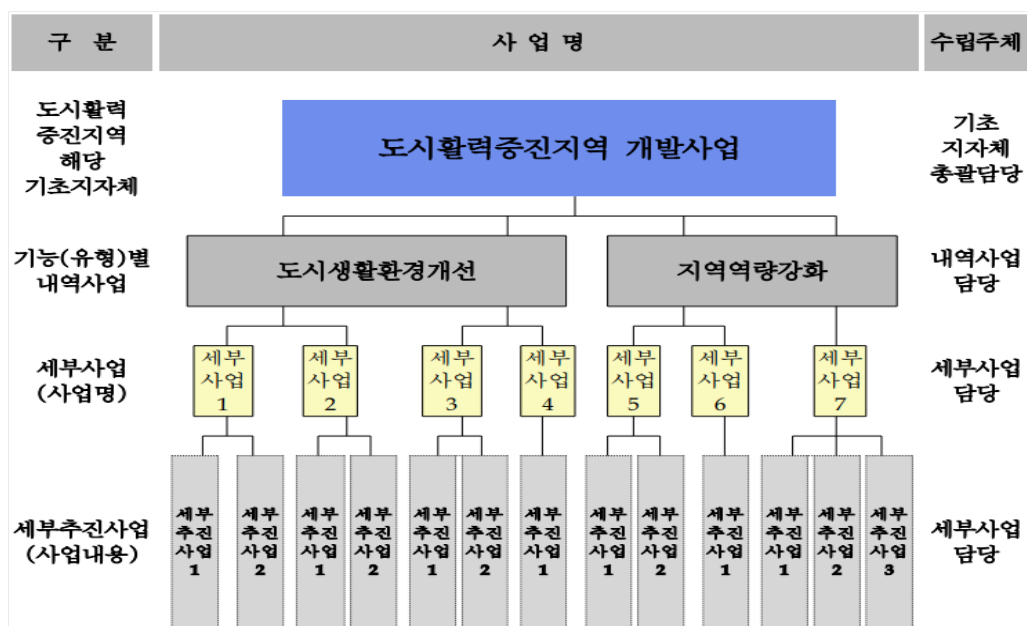 구 분
사 업 명
수립주체
도시활력
중진지역
해당
기초지자체
도시활력중진지역 개발사업
기초
지자체
총괄담당
기능(유형)별
내역사업
도시생활환경개선
지역역량강화
내역사업
담당
세부사업
(사업명)
세부
사업
1
세부
사업
2
세부
사업
3
세부
사업
4
세부
사업
5
세부
사업
6
세부
사업
7
세부사업
담당
세부추진사업
(사업내용)
세부
추진
사업
1
세부
추진
사업
2
세부
추진
사업
1
세부
추진
사업
2
세부
추진
사업
1
세부
추진
사업
2
세부
추진
사업
1
세부
추진
사업
1
세부
추진
사업
2
세부
추진
사업
1
세부
추진
사업
1
세부
추진
사업
2
세부
추진
사업
3
세부사업
담당